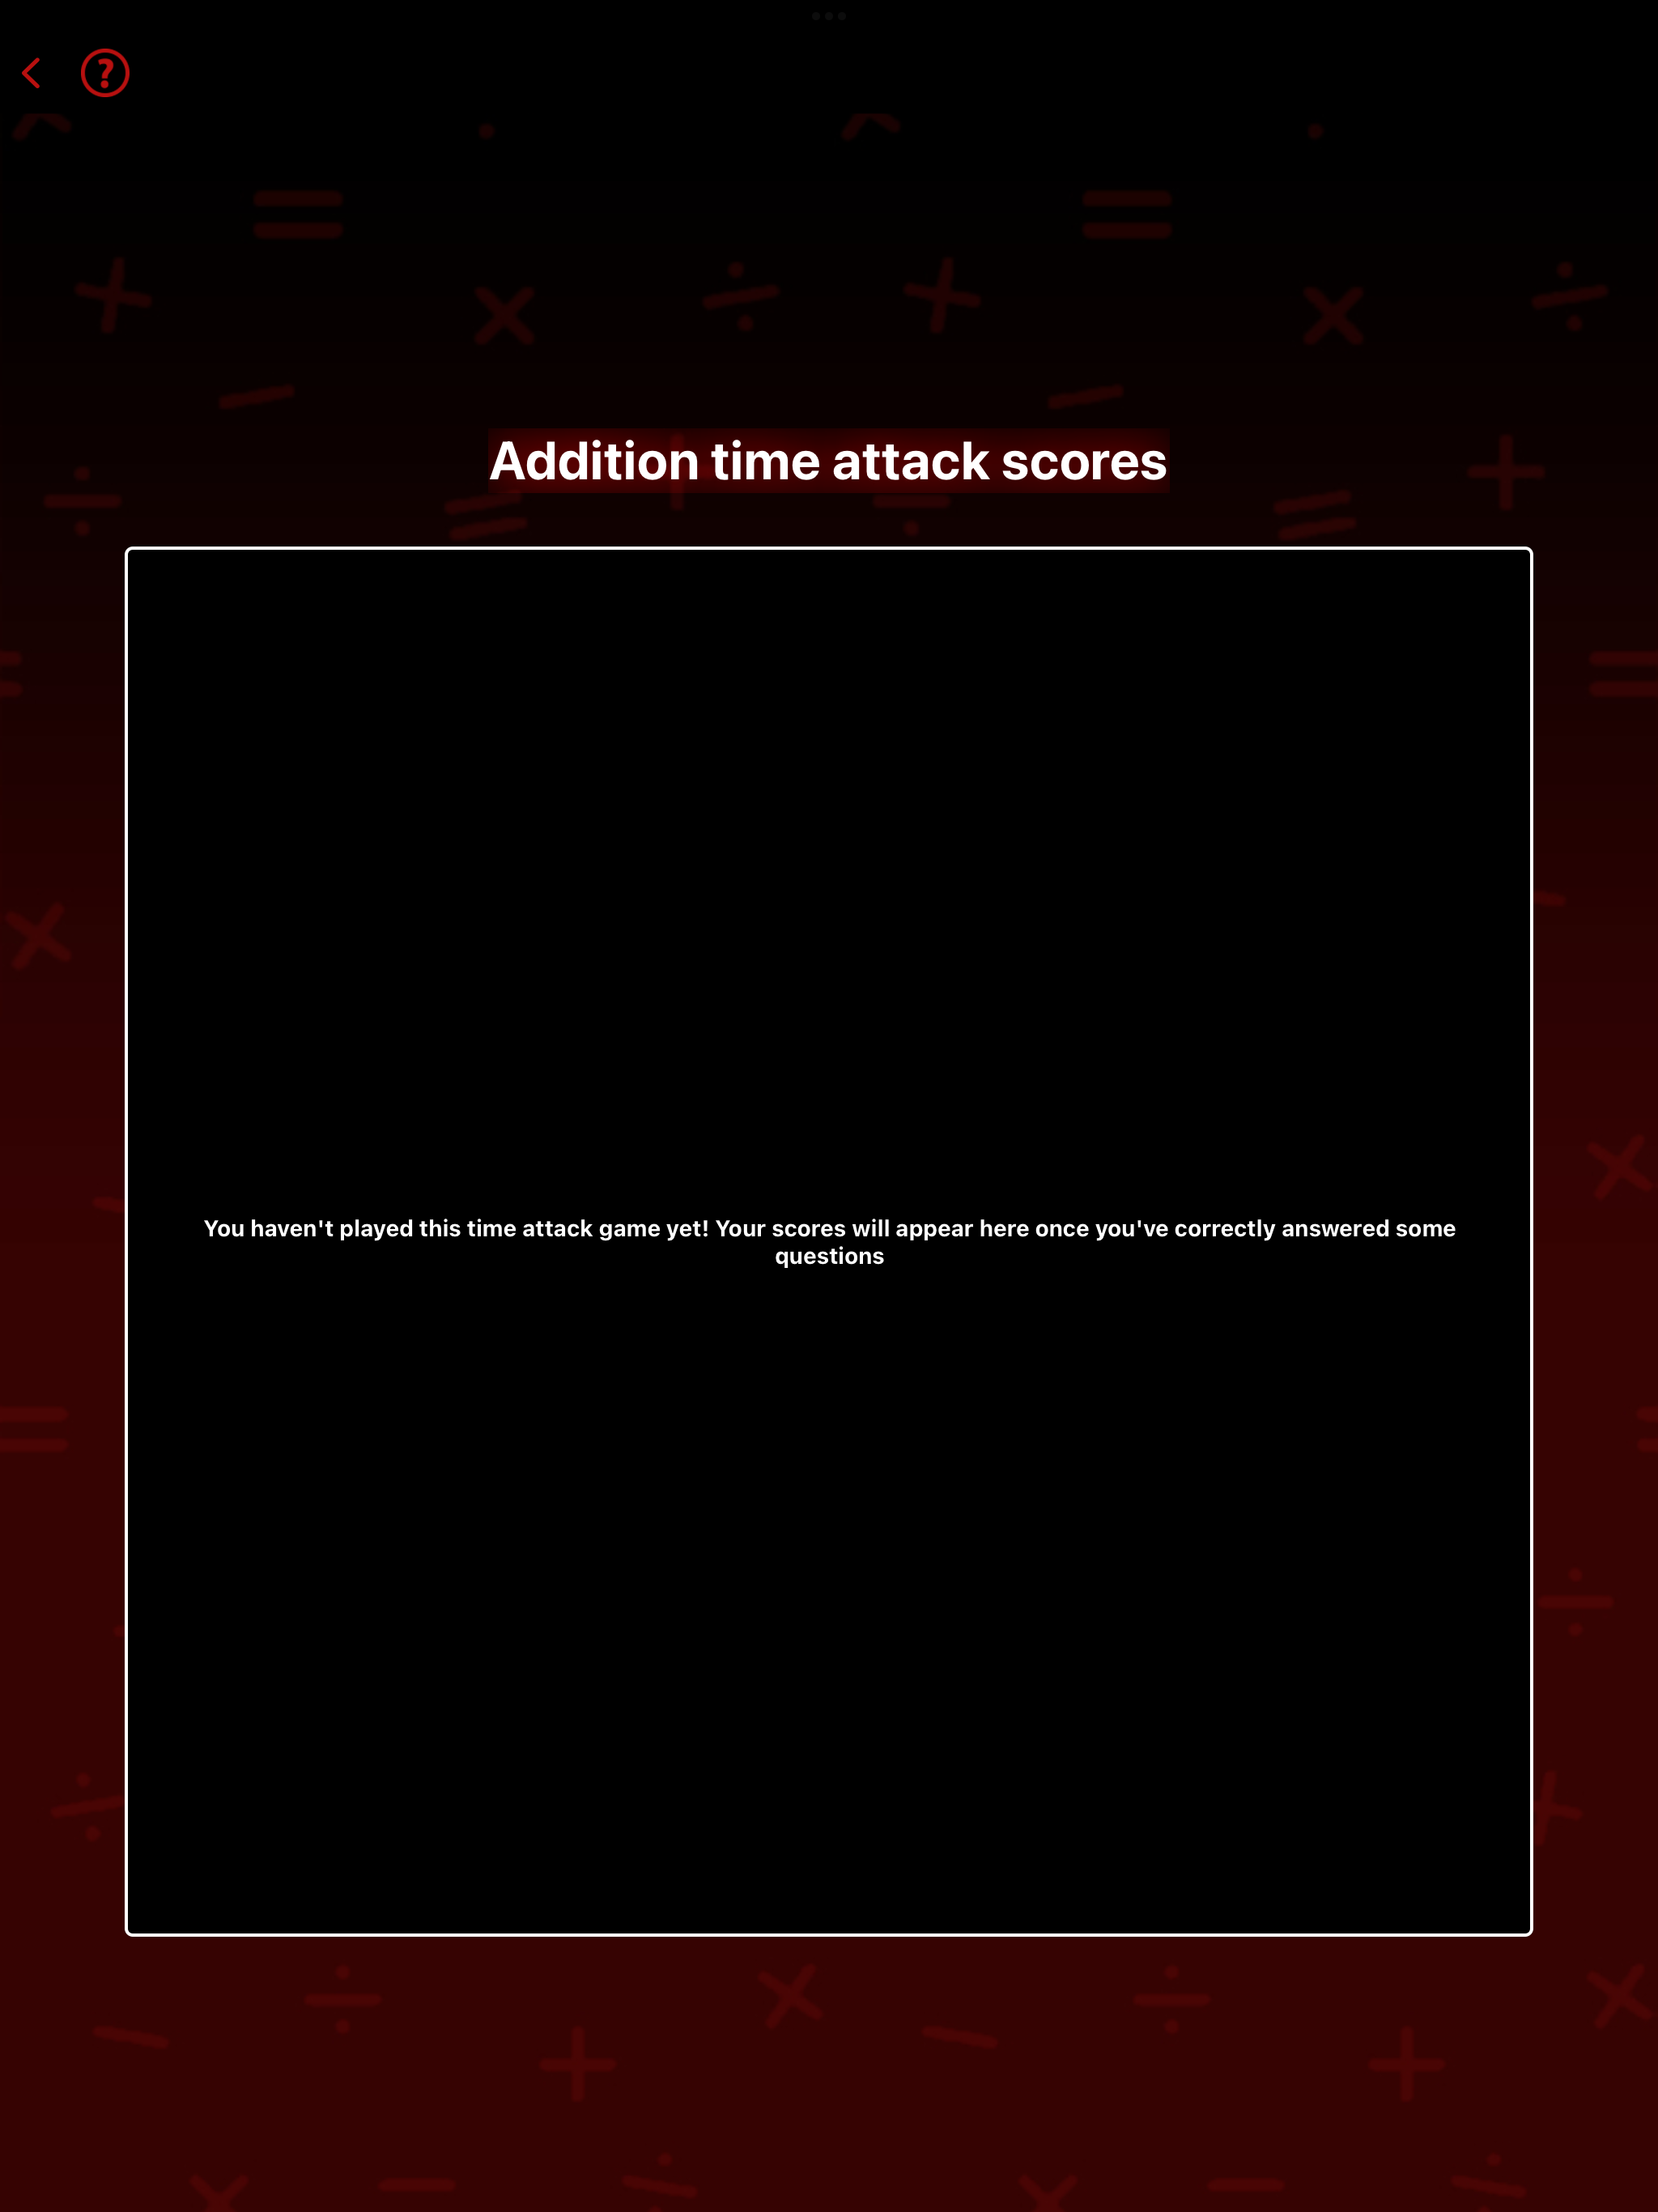 Addition time attack scores
You haven't played this time attack game yet! Your scores will appear here once you've correctly answered some
questions